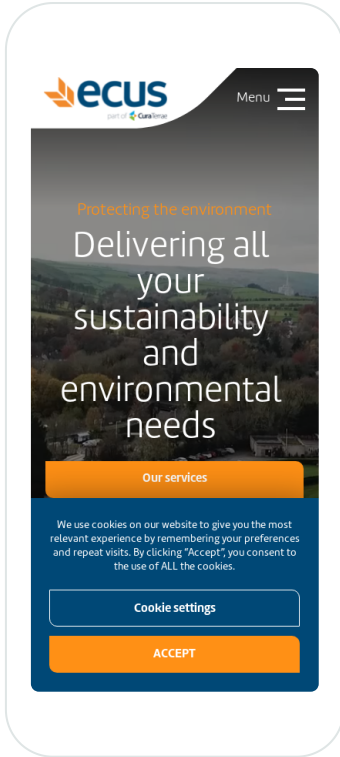 ecus
part of CuraTerrae
Menu
Protecting the environment
Delivering all
your
sustainability
and
environmental
needs
Our services
We use cookies on our website to give you the most
relevant experience by remembering your preferences
and repeat visits. By clicking “Accept”, you consent to
the use of ALL the cookies.
Cookie settings
ACCEPT